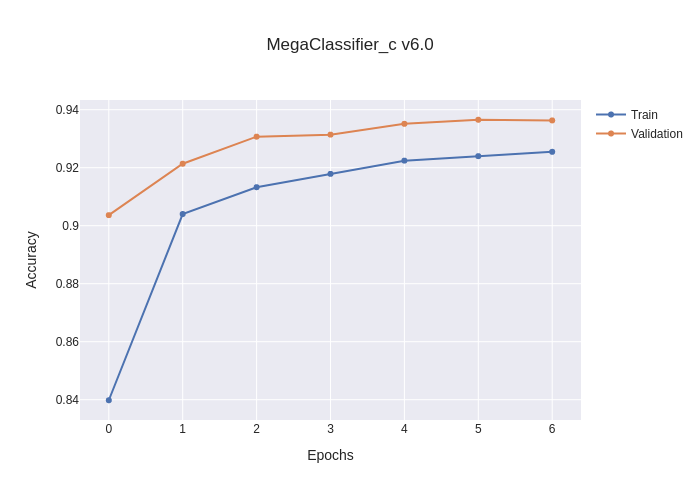 MegaClassifier_c v6.0
Train
Validation
Accuracy
0.94
0.92
0.9
0.88
0.86
0.84
0 1 2 3 4 5 6
Epochs